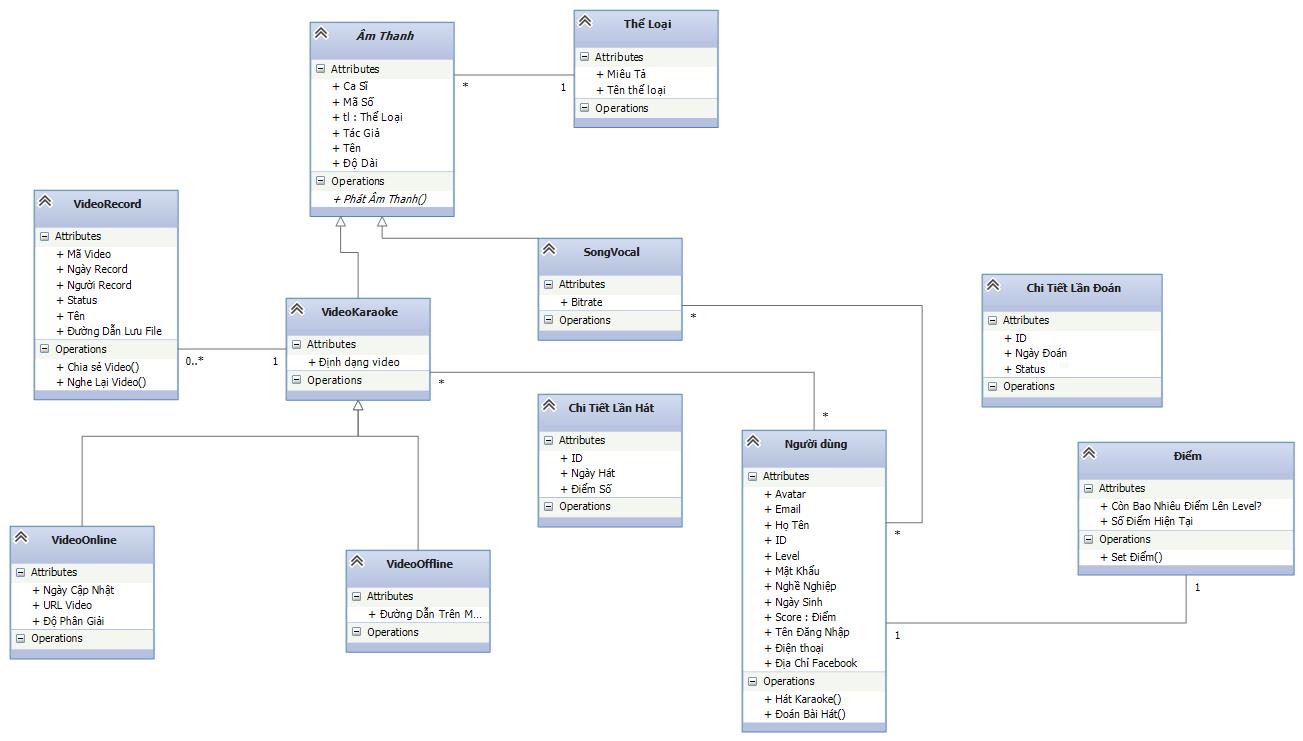 Âm Thanh
Attributes
+ Ca Sĩ
+ Mã Số
+ tl : Thể Loại
+ Tác Giả
+ Tên
+ Độ Dài
Operations
+ Phát Âm Thanh()
*
1
Thể Loại
Attributes
+ Miêu Tả
+ Tên thể loại
Operations
VideoRecord
Attributes
+ Mã Video
+ Ngày Record
+ Người Record
+ Status
+ Tên
+ Đường Dẫn Lưu File
Operations
+ Chia sẻ Video()
+ Nghe Lại Video()
0..*
1
VideoKaraoke
Attributes
+ Định dạng video
Operations
*
*
SongVocal
Attributes
+ Bitrate
Operations
*
*
Chi Tiết Lần Đoán
Attributes
+ ID
+ Ngày Đoán
+ Status
Operations
Chi Tiết Lần Hát
Attributes
+ ID
+ Ngày Hát
+ Điểm Số
Operations
Người dùng
Attributes
+ Avatar
+ Email
+ Họ Tên
+ ID
+ Level
+ Mật Khẩu
+ Nghề Nghiệp
+ Ngày Sinh
+ Score : Điểm
+ Tên Đăng Nhập
+ Điện thoại
+ Địa Chỉ Facebook
Operations
+ Hát Karaoke()
+ Đoán Bài Hát()
1
1
Điểm
Attributes
+ Còn Bao Nhiêu Điểm Lên Level?
+ Số Điểm Hiện Tại
Operations
+ Set Điểm()
VideoOnline
Attributes
+ Ngày Cập Nhật
+ URL Video
+ Độ Phân Giải
Operations
VideoOffline
Attributes
+ Đường Dẫn Trên M...
Operations